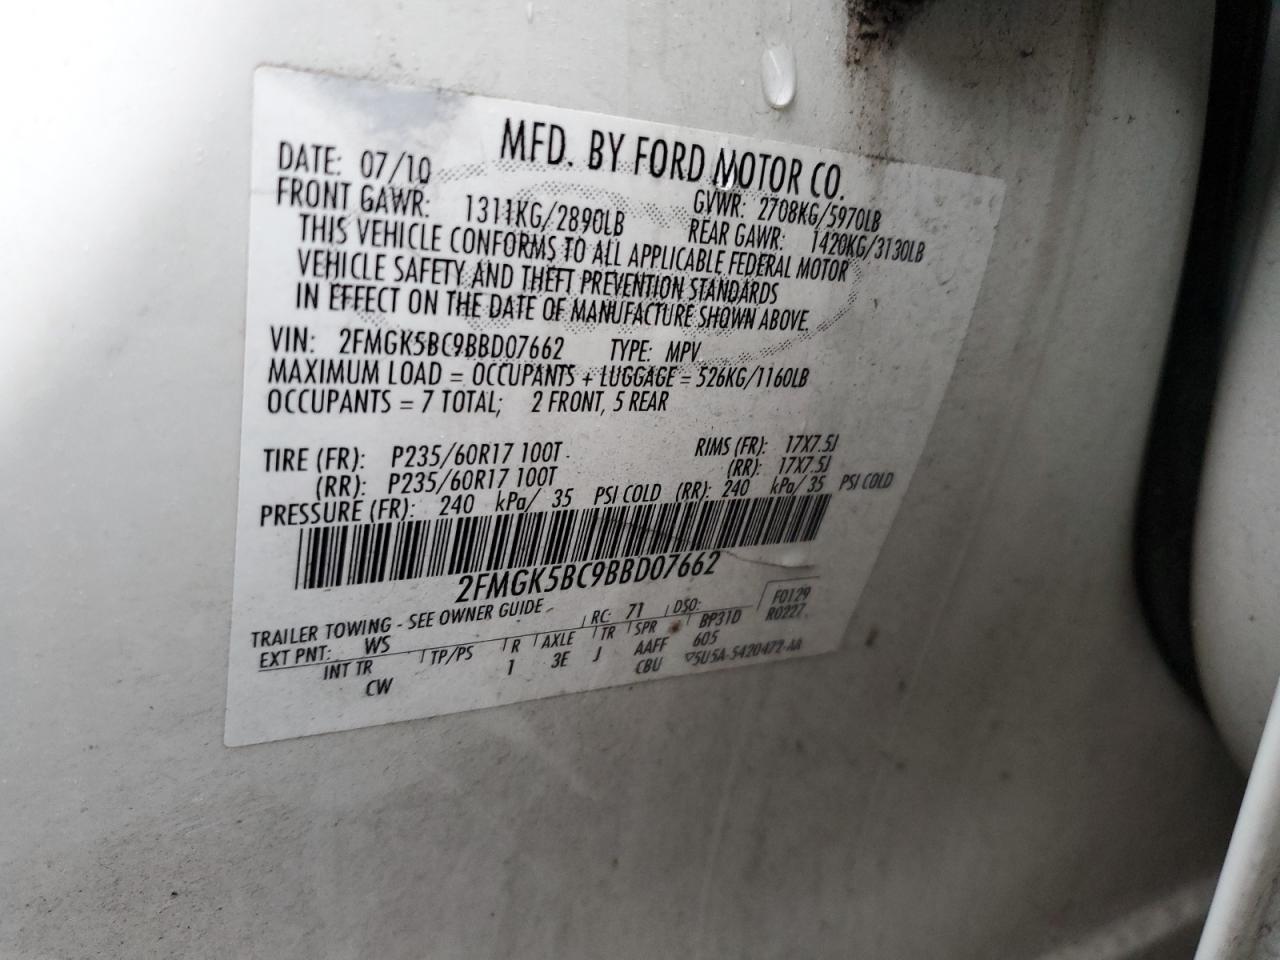 MFD. BY FORD MOTOR CO.
DATE: 07/10 GVWR: 2708KG/5970LB
FRONT GAWR: 1311KG/2890LB REAR GAWR: 1420KG/3130LB
THIS VEHICLE CONFORMS TO ALL APPLICABLE FEDERAL MOTOR
VEHICLE SAFETY AND THEFT PREVENTION STANDARDS
IN EFFECT ON THE DATE OF MANUFACTURE SHOWN ABOVE.
VIN: 2FMGK5BC9BBD07662 TYPE: MPV
MAXIMUM LOAD = OCCUPANTS + LUGGAGE = 526KG/1160LB
OCCUPANTS = 7 TOTAL; 2 FRONT, 5 REAR
TIRE (FR): P235/60R17 100T RIMS (FR): 17X7.5J
(RR): P235/60R17 100T (RR): 17X7.5J
PRESSURE (FR): 240 kPa/ 35 PSI COLD (RR): 240 kPa/ 35 PSI COLD
2FMGK5BC9BBD07662
TRAILER TOWING - SEE OWNER GUIDE F0129
EXT PNT: WS RC: 71 DSO: BP31D R0227
INT TR TP/PS R AXLE TR SPR 605
CW 1 3E J AAFF
CBU 5U5A-5420472-AA